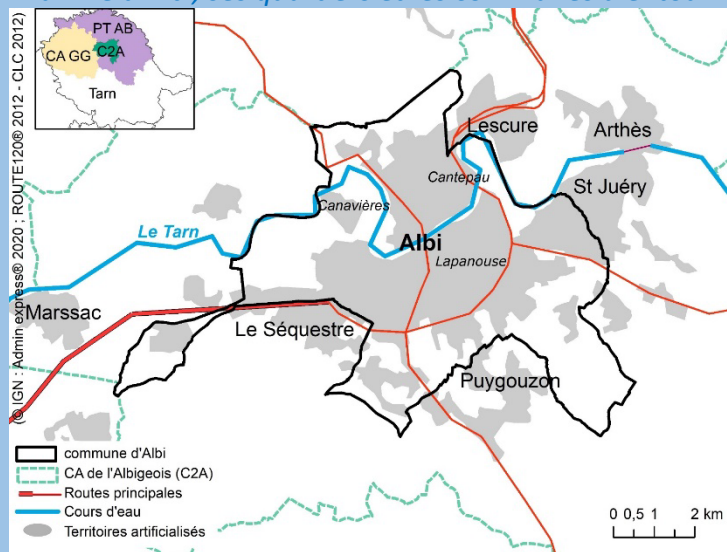 PT AB
CA GG
C2A
Tarn
Lescure
Arthès
Cantepau
St Juéry
Canavières
Le Tarn
Albi
Lapanouse
Marssac
Le Séquestre
Puygouzon
(© IGN : Admin express® 2020 ; ROUTE120® 2012 - CLC 2012)
commune d'Albi
CA de l'Albigeois (C2A)
Routes principales
Cours d'eau
Territoires artificialisés
0 0,5 1 2 km